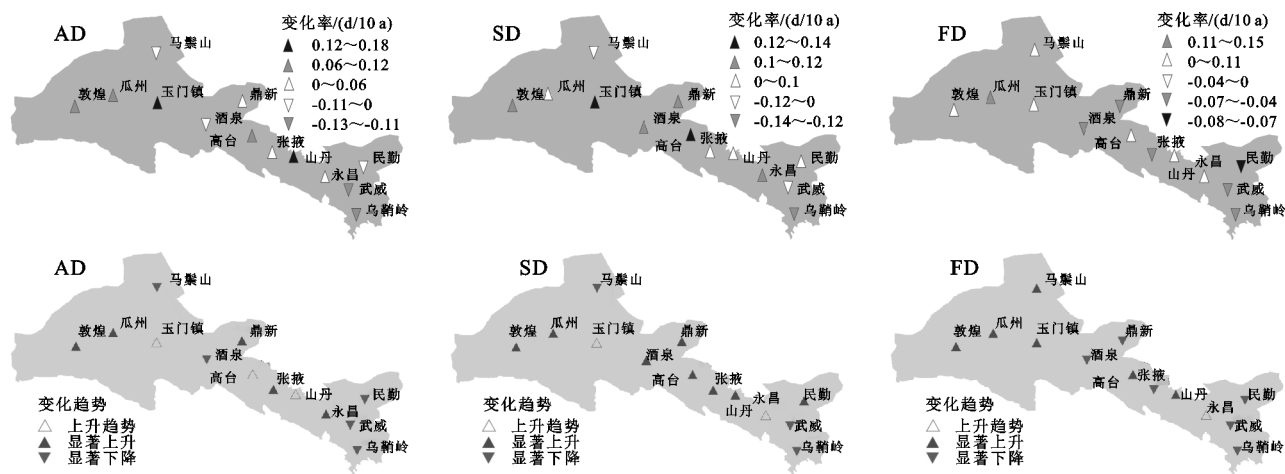 AD
变化率/(d/10 a)
0.12～0.18
0.06～0.12
0～0.06
-0.11～0
-0.13～-0.11
马鬃山
敦煌
瓜州
玉门镇
鼎新
酒泉
高台
张掖
山丹
民勤
永昌
武威
乌鞘岭
SD
变化率/(d/10 a)
0.12～0.14
0.1～0.12
0～0.1
-0.12～0
-0.14～-0.12
马鬃山
敦煌
瓜州
玉门镇
鼎新
酒泉
高台
张掖
山丹
民勤
永昌
武威
乌鞘岭
FD
变化率/(d/10 a)
0.11～0.15
0～0.11
-0.04～0
-0.07～-0.04
-0.08～-0.07
马鬃山
敦煌
瓜州
玉门镇
鼎新
酒泉
高台
张掖
永昌
民勤
山丹
武威
乌鞘岭
AD
马鬃山
敦煌
瓜州
玉门镇
鼎新
酒泉
高台
张掖
山丹
民勤
永昌
武威
乌鞘岭
变化趋势
上升趋势
显著上升
显著下降
SD
马鬃山
敦煌
瓜州
玉门镇
鼎新
酒泉
高台
张掖
永昌
民勤
山丹
武威
乌鞘岭
变化趋势
上升趋势
显著上升
显著下降
FD
马鬃山
敦煌
瓜州
玉门镇
鼎新
酒泉
高台
张掖
山丹
民勤
永昌
武威
乌鞘岭
变化趋势
上升趋势
显著上升
显著下降